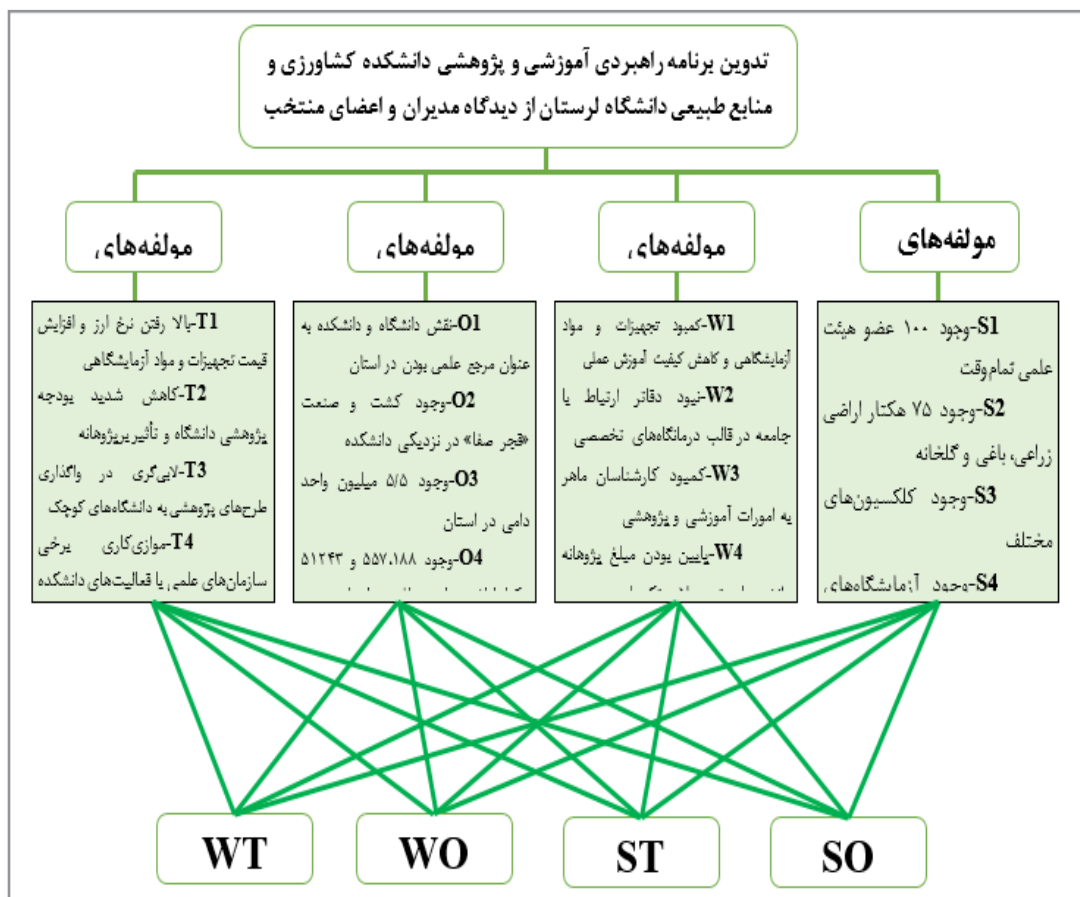 تدوین برنامه راهبردی آموزشی و پژوهشی دانشکده کشاورزی و
منابع طبیعی دانشگاه لرستان از دیدگاه مدیران و اعضای منتخب
مولفه‌های
مولفه‌های
مولفه‌های
مولفه‌های
S1-وجود ۱۰۰ عضو هیئت
علمی تمام‌وقت
S2-وجود ۷۵ هکتار اراضی
زراعی، باغی و گلخانه
S3-وجود کلکسیون‌های
مختلف
S4-وجود آزمایشگاه‌های
W1-کمبود تجهیزات و مواد
آزمایشگاهی و کاهش کیفیت آموزش عملی
W2-نبود دفاتر ارتباط با
جامعه در قالب درمانگاه‌های تخصصی
W3-کمبود کارشناسان ماهر
به امورات آموزشی و پژوهشی
W4-پایین بودن مبلغ پژوهانه
O1-نقش دانشگاه و دانشکده به
عنوان مرجع علمی بودن در استان
O2-وجود کشت و صنعت
«فجر صفا» در نزدیکی دانشکده
O3-وجود ۵/۵ میلیون واحد
دامی در استان
O4-وجود ۵۵۷،۱۸۸ و ۵۱۲۴۳
T1-بالا رفتن نرخ ارز و افزایش
قیمت تجهیزات و مواد آزمایشگاهی
T2-کاهش شدید بودجه
پژوهشی دانشگاه و تأثیر برپژوهانه
T3-لابی‌گری در واگذاری
طرح‌های پژوهشی به دانشگاه‌های کوچک
T4-موازی‌کاری برخی
سازمان‌های علمی با فعالیت‌های دانشکده
SO
ST
WO
WT